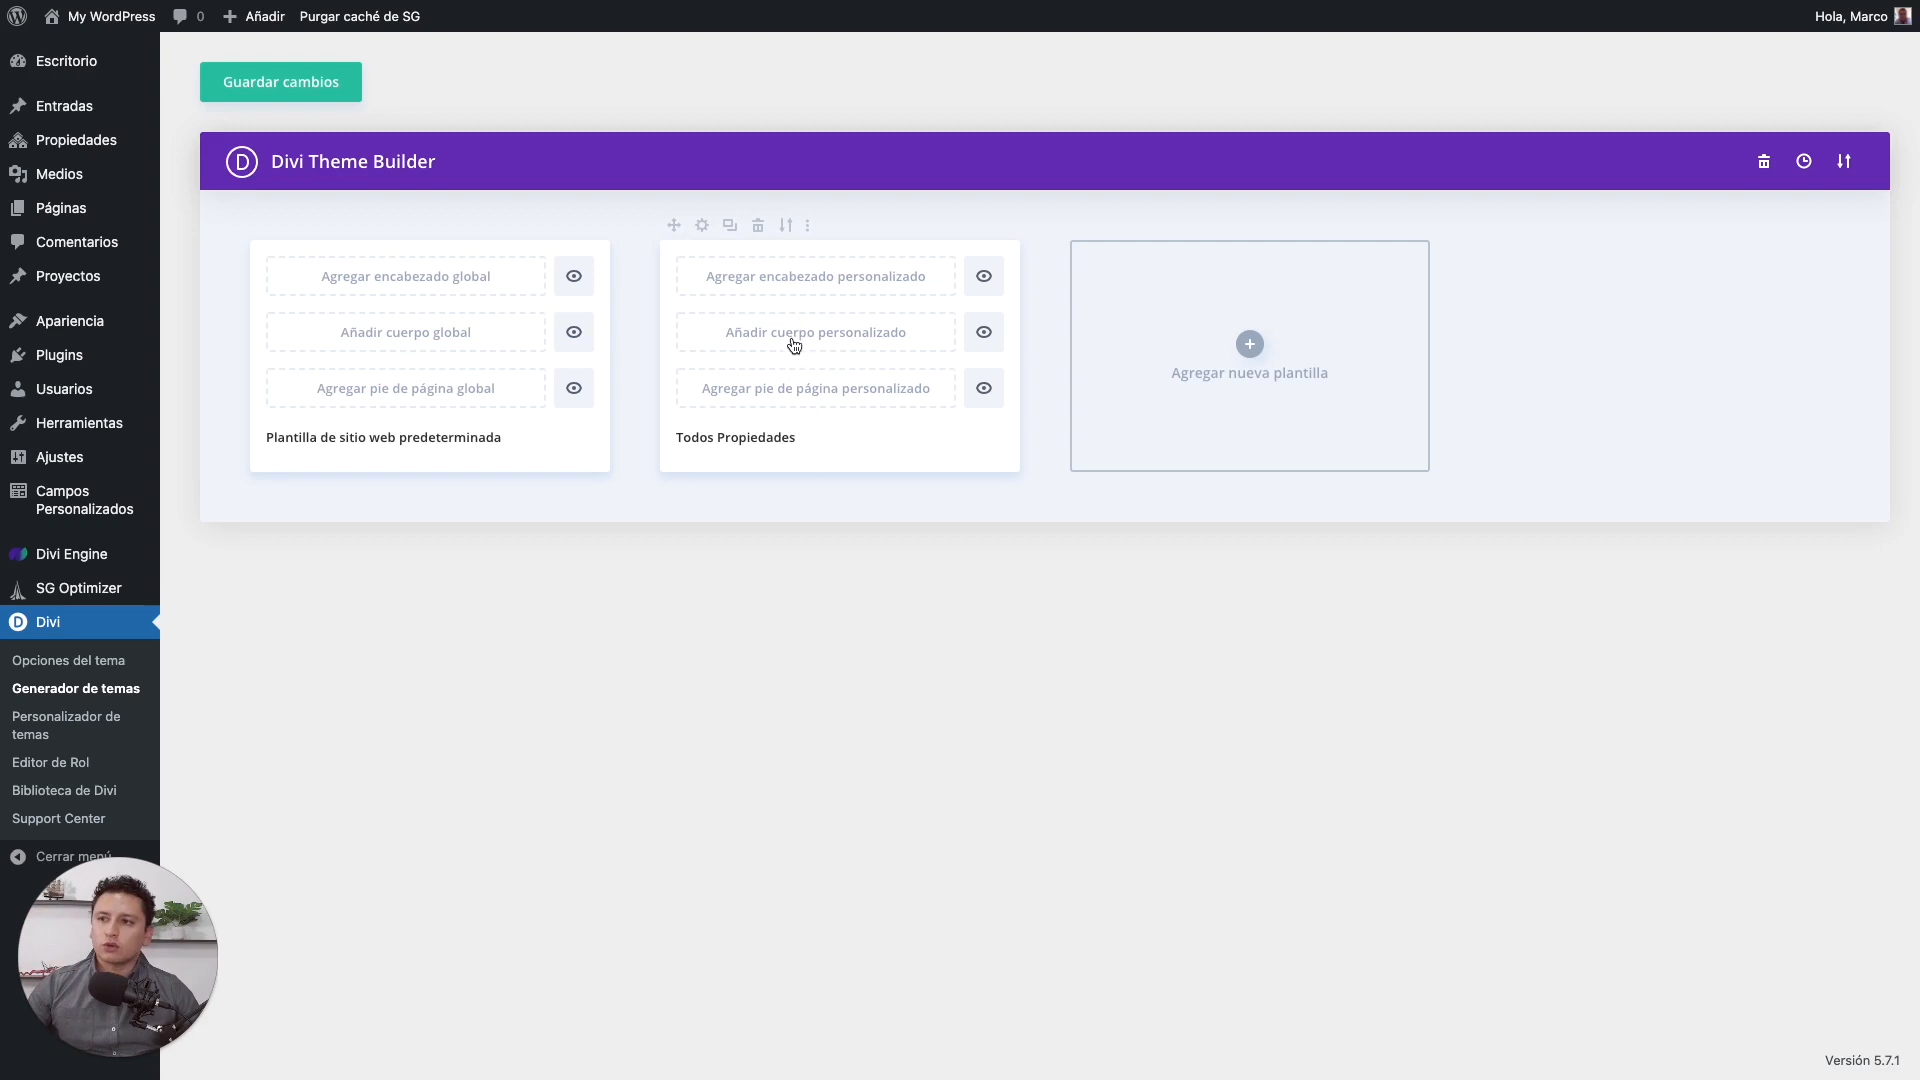 My WordPress
0
Añadir
Purgar caché de SG
Hola, Marco
Escritorio
Entradas
Propiedades
Medios
Páginas
Comentarios
Proyectos
Apariencia
Plugins
Usuarios
Herramientas
Ajustes
Campos
Personalizados
Divi Engine
SG Optimizer
D
Divi
Opciones del tema
Generador de temas
Personalizador de
temas
Editor de Rol
Biblioteca de Divi
Support Center
Cerrar menú
Guardar cambios
D
Divi Theme Builder
Agregar encabezado global
Añadir cuerpo global
Agregar pie de página global
Plantilla de sitio web predeterminada
Agregar encabezado personalizado
Añadir cuerpo personalizado
Agregar pie de página personalizado
Todos Propiedades
Agregar nueva plantilla
Versión 5.7.1